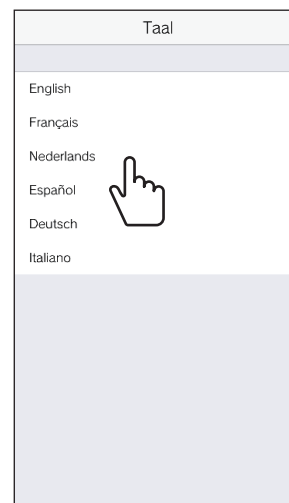 Taal
English
Français
Nederlands
Español
Deutsch
Italiano